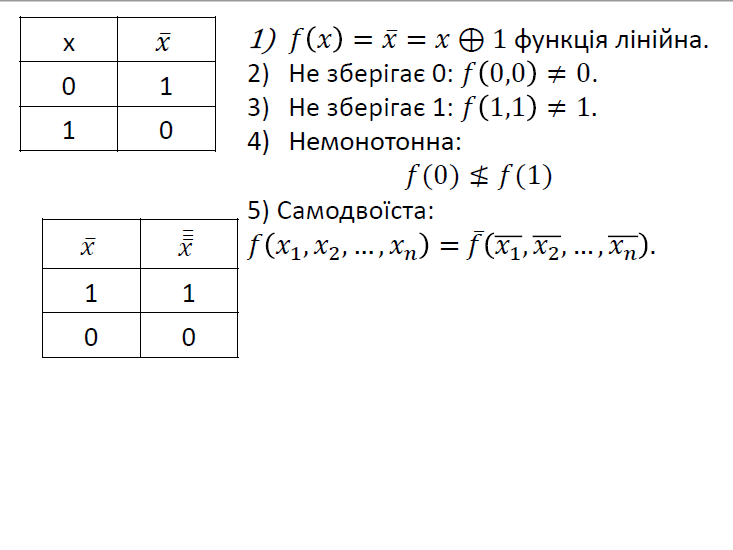 x x̄
0 1
1 0
1) f(x) = x̄ = x ⊕ 1 функція лінійна.
2) Не зберігає 0: f(0,0) ≠ 0.
3) Не зберігає 1: f(1,1) ≠ 1.
4) Немонотонна:
f(0) ≰ f(1)
5) Самодвоїста:
f(x₁, x₂, … , xₙ) = f̄(x̅₁, x̅₂, … , x̅ₙ).
x̄ x̿̄
1 1
0 0